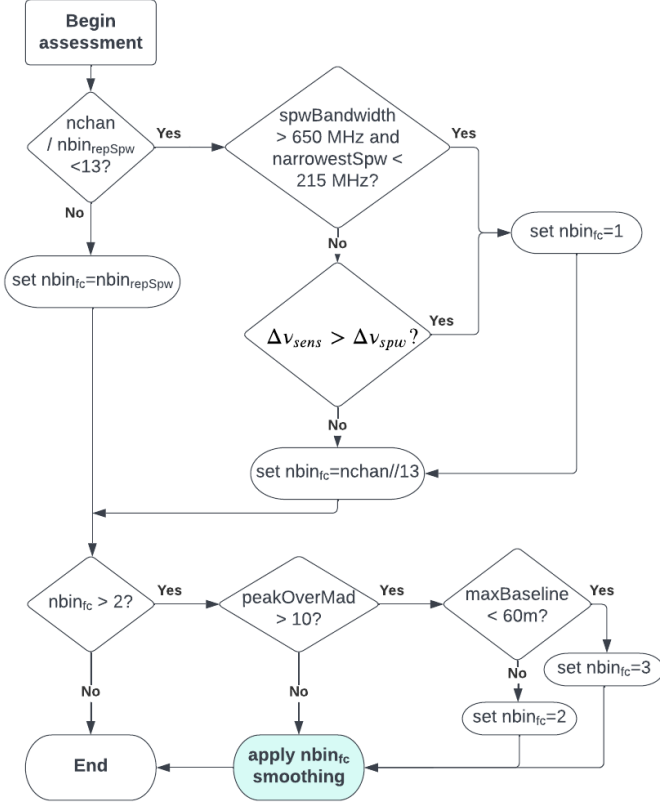 Begin
assessment
nchan
/ nbinrepSpw
<13?
Yes
spwBandwidth
> 650 MHz and
narrowestSpw <
215 MHz?
Yes
No
No
set nbinfc=1
set nbinfc=nbinrepSpw
Δνsens > Δνspw?
Yes
No
set nbinfc=nchan//13
nbinfc > 2?
Yes
peakOverMad
> 10?
Yes
maxBaseline
< 60m?
Yes
No
set nbinfc=3
No
No
set nbinfc=2
End
apply nbinfc
smoothing